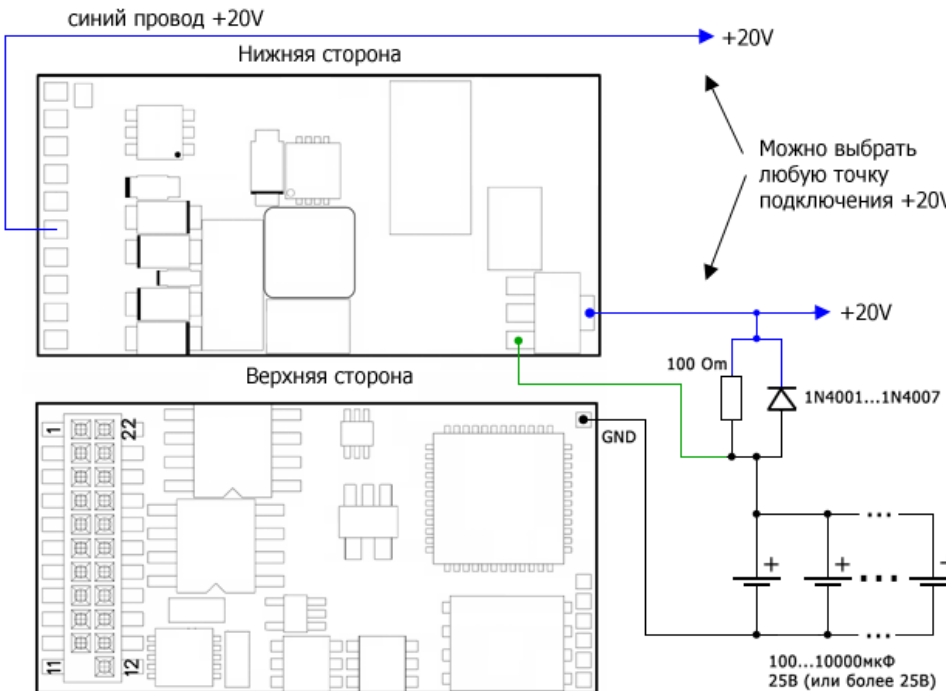 синий провод +20V
+20V
Нижняя сторона
Можно выбрать
любую точку
подключения +20V
+20V
100 Om
1N4001...1N4007
Верхняя сторона
1
22
GND
11
12
+
+
100...10000мкФ
25В (или более 25В)